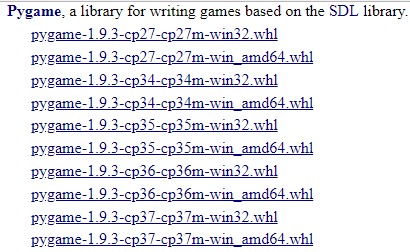 Pygame, a library for writing games based on the SDL library.
pygame-1.9.3-cp27-cp27m-win32.whl
pygame-1.9.3-cp27-cp27m-win_amd64.whl
pygame-1.9.3-cp34-cp34m-win32.whl
pygame-1.9.3-cp34-cp34m-win_amd64.whl
pygame-1.9.3-cp35-cp35m-win32.whl
pygame-1.9.3-cp35-cp35m-win_amd64.whl
pygame-1.9.3-cp36-cp36m-win32.whl
pygame-1.9.3-cp36-cp36m-win_amd64.whl
pygame-1.9.3-cp37-cp37m-win32.whl
pygame-1.9.3-cp37-cp37m-win_amd64.whl